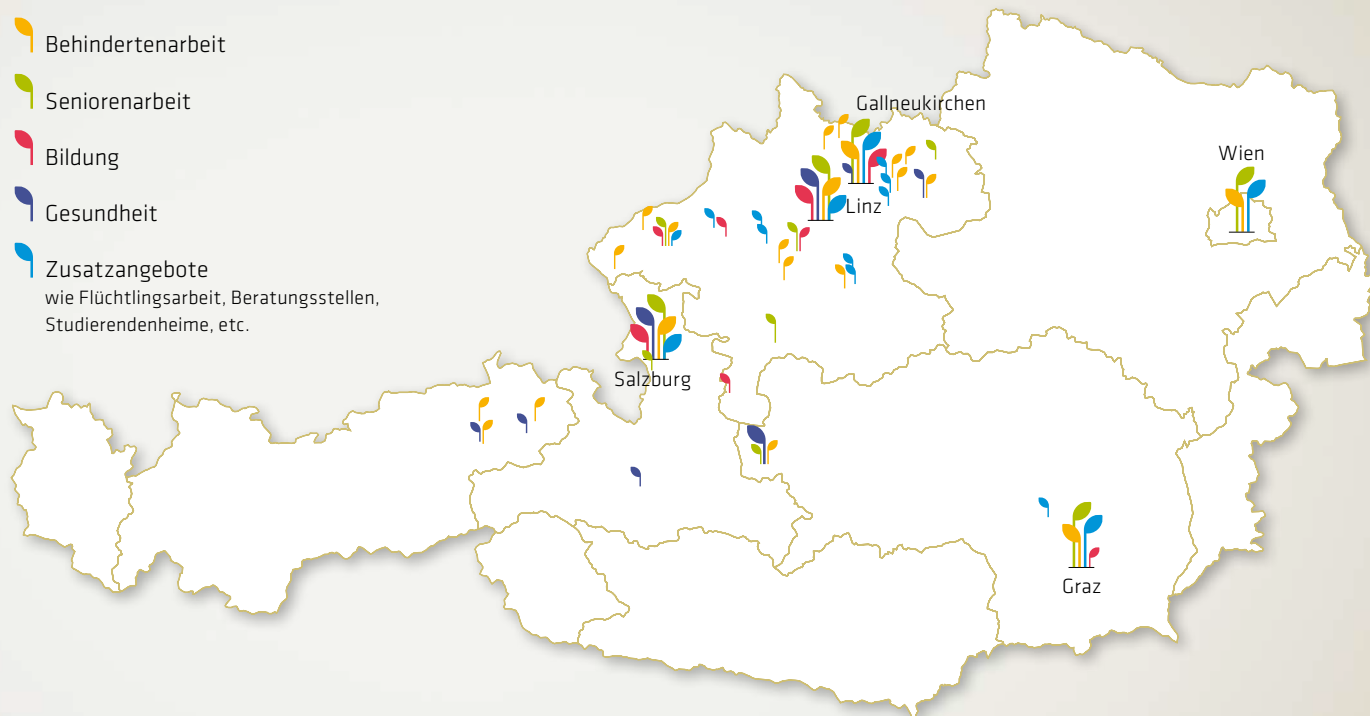 Behindertenarbeit
Seniorenarbeit
Bildung
Gesundheit
Zusatzangebote
wie Flüchtlingsarbeit, Beratungsstellen,
Studierendenheime, etc.
Gallneukirchen
Wien
Linz
Salzburg
Graz